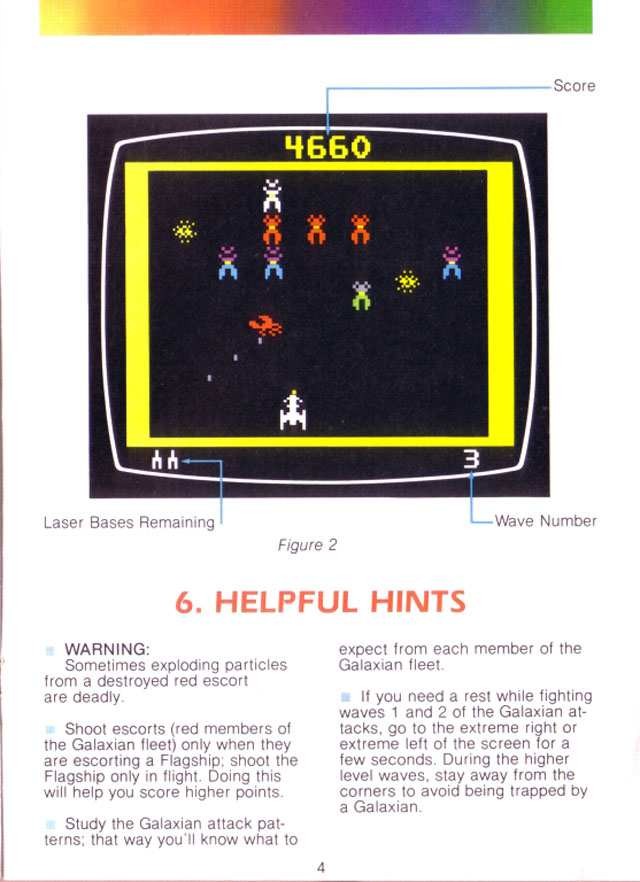 Score
4660
3
Laser Bases Remaining
Wave Number
Figure 2
6. HELPFUL HINTS
WARNING:
Sometimes exploding particles
from a destroyed red escort
are deadly.
Shoot escorts (red members of
the Galaxian fleet) only when they
are escorting a Flagship; shoot the
Flagship only in flight. Doing this
will help you score higher points.
Study the Galaxian attack pat-
terns; that way you'll know what to
expect from each member of the
Galaxian fleet.
If you need a rest while fighting
waves 1 and 2 of the Galaxian at-
tacks, go to the extreme right or
extreme left of the screen for a
few seconds. During the higher
level waves, stay away from the
corners to avoid being trapped by
a Galaxian.
4